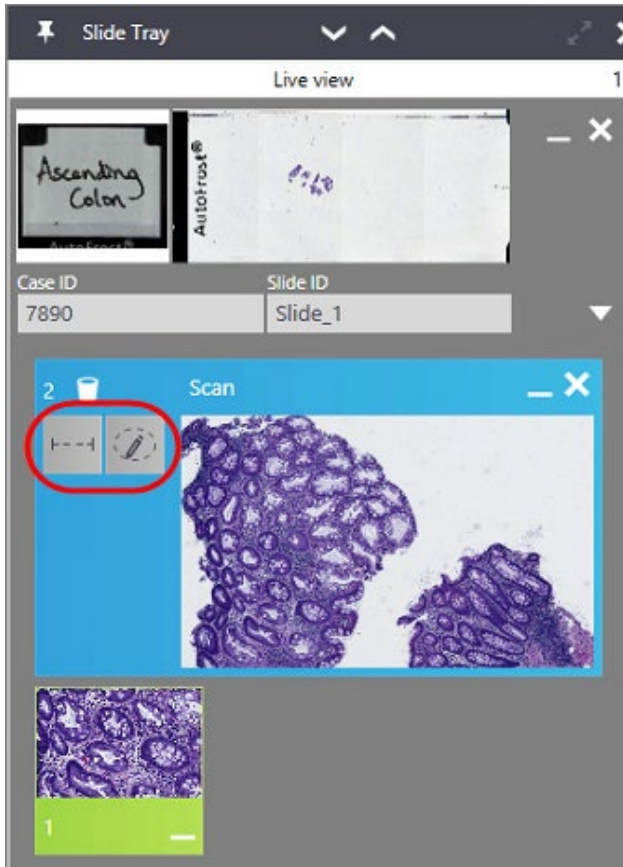 Slide Tray
Live view
1
Ascending
Colon
AutoFrost®
AutoFrost®
Case ID
Slide ID
7890
Slide_1
2
Scan
1